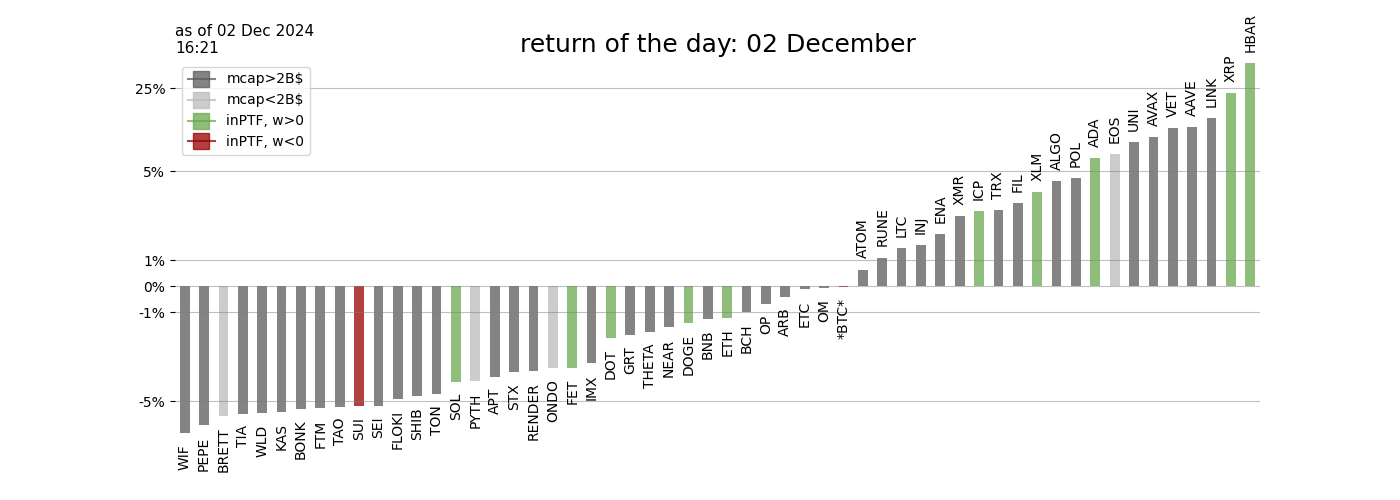 as of 02 Dec 2024
16:21
return of the day: 02 December
mcap>2B$
mcap<2B$
inPTF, w>0
inPTF, w<0
25%
5%
1%
0%
-1%
-5%
WIF
PEPE
BRETT
TIA
WLD
KAS
BONK
FTM
TAO
SUI
SEI
FLOKI
SHIB
TON
SOL
PYTH
APT
STX
RENDER
ONDO
FET
IMX
DOT
GRT
THETA
NEAR
DOGE
BNB
ETH
BCH
OP
ARB
ETC
OM
*BTC*
ATOM
RUNE
LTC
INJ
ENA
XMR
ICP
TRX
FIL
XLM
ALGO
POL
ADA
EOS
UNI
AVAX
VET
AAVE
LINK
XRP
HBAR